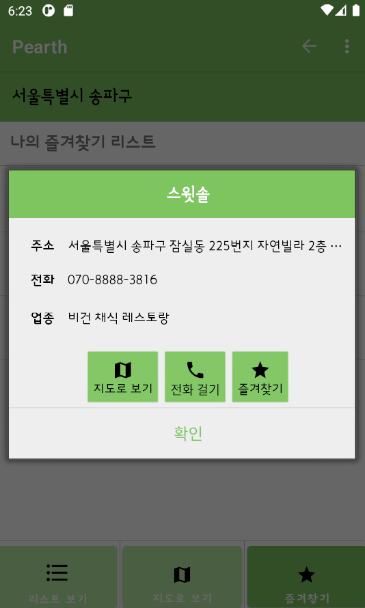 6:23
Pearth
서울특별시 송파구
나의 즐겨찾기 리스트
스윗솔
주소 서울특별시 송파구 잠실동 225번지 자연빌라 2층 …
전화 070-8888-3816
업종 비건 채식 레스토랑
지도로 보기 전화 걸기 즐겨찾기
확인
리스트 보기 지도로 보기 즐겨찾기